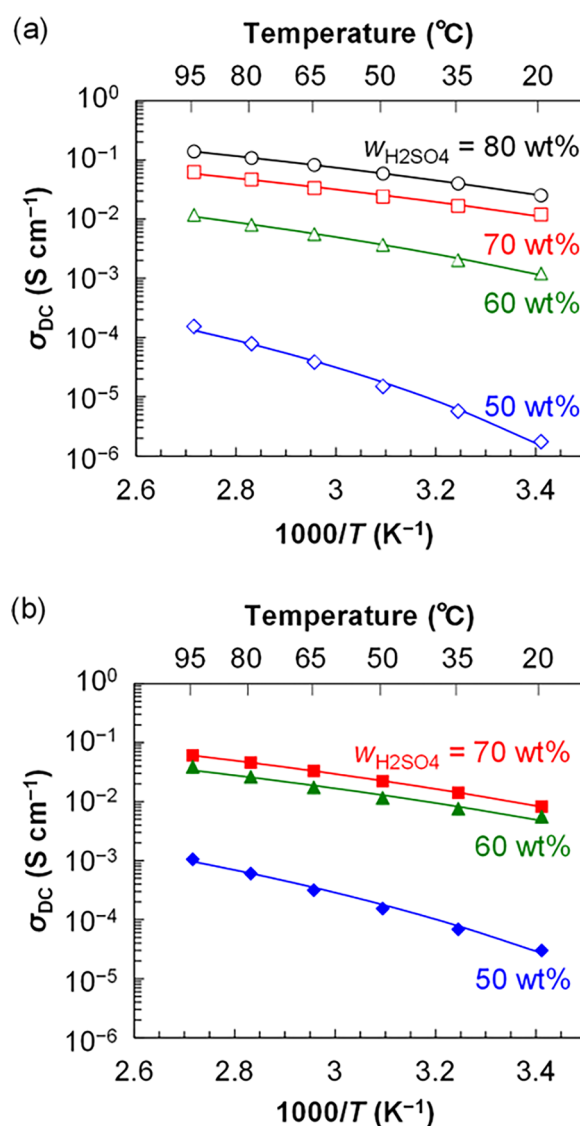 (a)
Temperature (°C)
95 80 65 50 35 20
10⁰
10⁻¹
10⁻²
10⁻³
10⁻⁴
10⁻⁵
10⁻⁶
σDC (S cm⁻¹)
wH2SO4 = 80 wt%
70 wt%
60 wt%
50 wt%
2.6 2.8 3 3.2 3.4
1000/T (K⁻¹)
(b)
Temperature (°C)
95 80 65 50 35 20
10⁰
10⁻¹
10⁻²
10⁻³
10⁻⁴
10⁻⁵
10⁻⁶
σDC (S cm⁻¹)
wH2SO4 = 70 wt%
60 wt%
50 wt%
2.6 2.8 3 3.2 3.4
1000/T (K⁻¹)